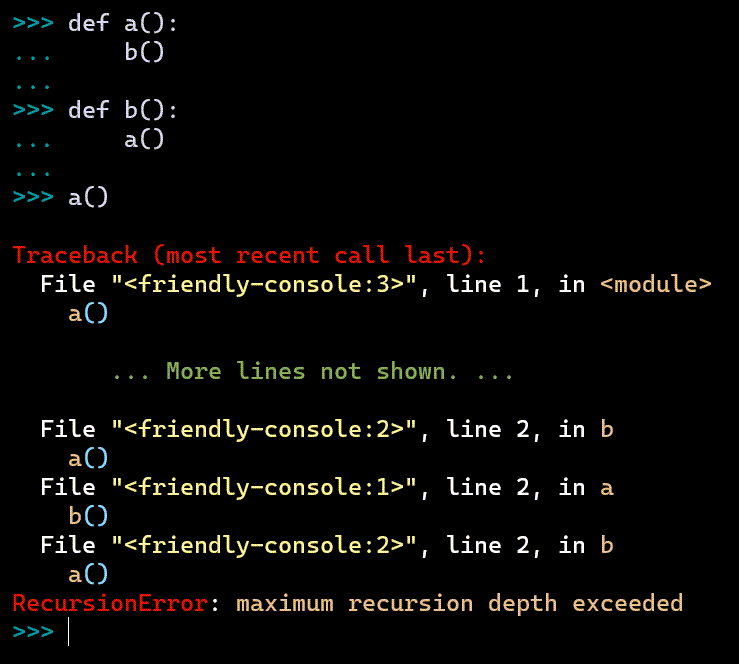 >>> def a():
...     b()
...
>>> def b():
...     a()
...
>>> a()
Traceback (most recent call last):
  File "<friendly-console:3>", line 1, in <module>
    a()
       ... More lines not shown. ...
  File "<friendly-console:2>", line 2, in b
    a()
  File "<friendly-console:1>", line 2, in a
    b()
  File "<friendly-console:2>", line 2, in b
    a()
RecursionError: maximum recursion depth exceeded
>>>